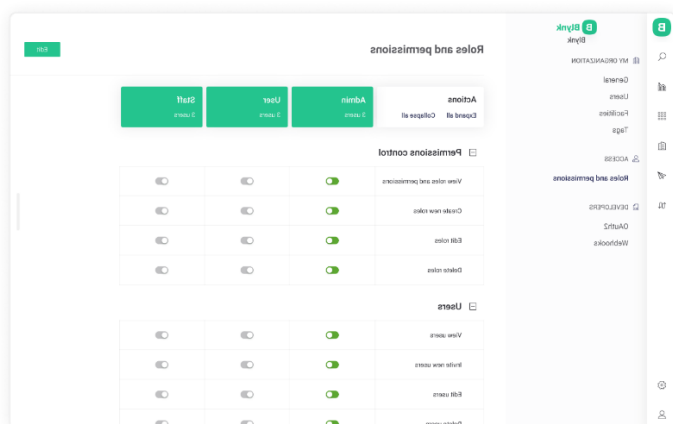 B
B Blynk
Blynk
MY ORGANIZATION
General
Users
Facilities
Tags
ACCESS
Roles and permissions
DEVELOPERS
OAuth2
Webhooks
Roles and permissions
Edit
Actions
Expand all Collapse all
Admin
3 users
User
3 users
Staff
3 users
Permissions control
View roles and permissions
Create new roles
Edit roles
Delete roles
Users
View users
Invite new users
Edit users
Delete users